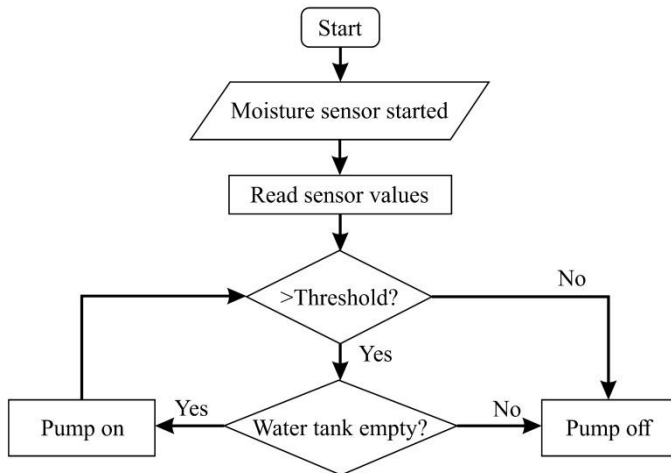 Start
Moisture sensor started
Read sensor values
>Threshold?
No
Yes
Yes
No
Pump on
Water tank empty?
Pump off